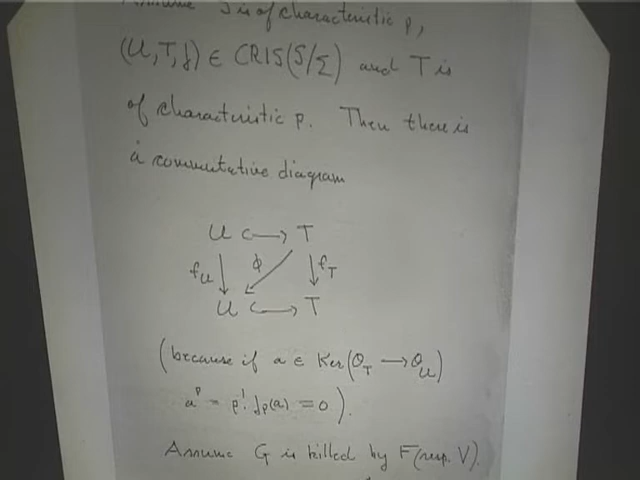 Assume S is of characteristic p,
(U,T,δ) ∈ CRIS(S/Σ) and T is
of characteristic p. Then there is
a commutative diagram
U ↪ T
f_U ↓ ϕ ↙ ↓ f_T
U ↪ T
(because if a ∈ Ker(O_T → O_U)
a^p = p! δ_p(a) = 0).
Assume G is killed by F (resp. V).